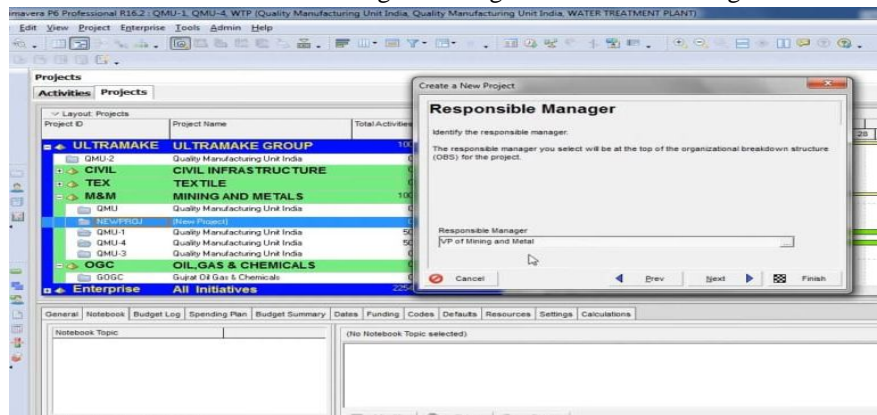 imavera P6 Professional R16.2 : QMU-1, QMU-4, WTP (Quality Manufacturing Unit India, Quality Manufacturing Unit India, WATER TREATMENT PLANT)
Edit View Project Enterprise Tools Admin Help
Projects
Activities Projects
Layout: Projects
Project ID Project Name Total Activities
28
ULTRAMAKE ULTRAMAKE GROUP 100
QMU-2 Quality Manufacturing Unit India
CIVIL CIVIL INFRASTRUCTURE
TEX TEXTILE
M&M MINING AND METALS 100
QMU Quality Manufacturing Unit India
NEWPROJ (New Project)
QMU-1 Quality Manufacturing Unit India 50
QMU-4 Quality Manufacturing Unit India 50
QMU-3 Quality Manufacturing Unit India
OGC OIL,GAS & CHEMICALS
GOGC Gujrat Oil Gas & Chemicals
Enterprise All Initiatives
Create a New Project
Responsible Manager
Identify the responsible manager.
The responsible manager you select will be at the top of the organizational breakdown structure
(OBS) for the project.
Responsible Manager
VP of Mining and Metal ...
Cancel Prev Next Finish
General Notebook Budget Log Spending Plan Budget Summary Dates Funding Codes Defaults Resources Settings Calculations
Notebook Topic (No Notebook Topic selected)